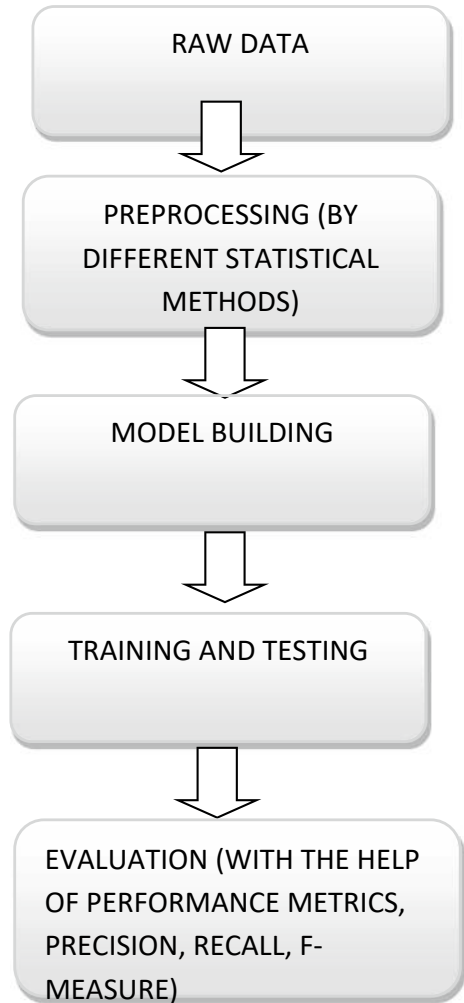 RAW DATA
PREPROCESSING (BY
DIFFERENT STATISTICAL
METHODS)
MODEL BUILDING
TRAINING AND TESTING
EVALUATION (WITH THE HELP
OF PERFORMANCE METRICS,
PRECISION, RECALL, F-
MEASURE)